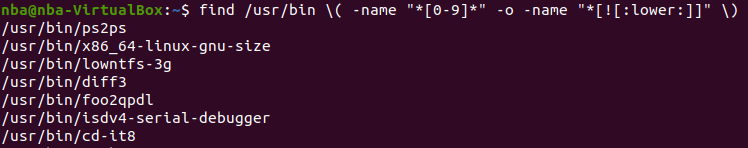 nba@nba-VirtualBox:~$ find /usr/bin \( -name "*[0-9]*" -o -name "*[![:lower:]]" \)
/usr/bin/ps2ps
/usr/bin/x86_64-linux-gnu-size
/usr/bin/lowntfs-3g
/usr/bin/diff3
/usr/bin/foo2qpdl
/usr/bin/isdv4-serial-debugger
/usr/bin/cd-it8